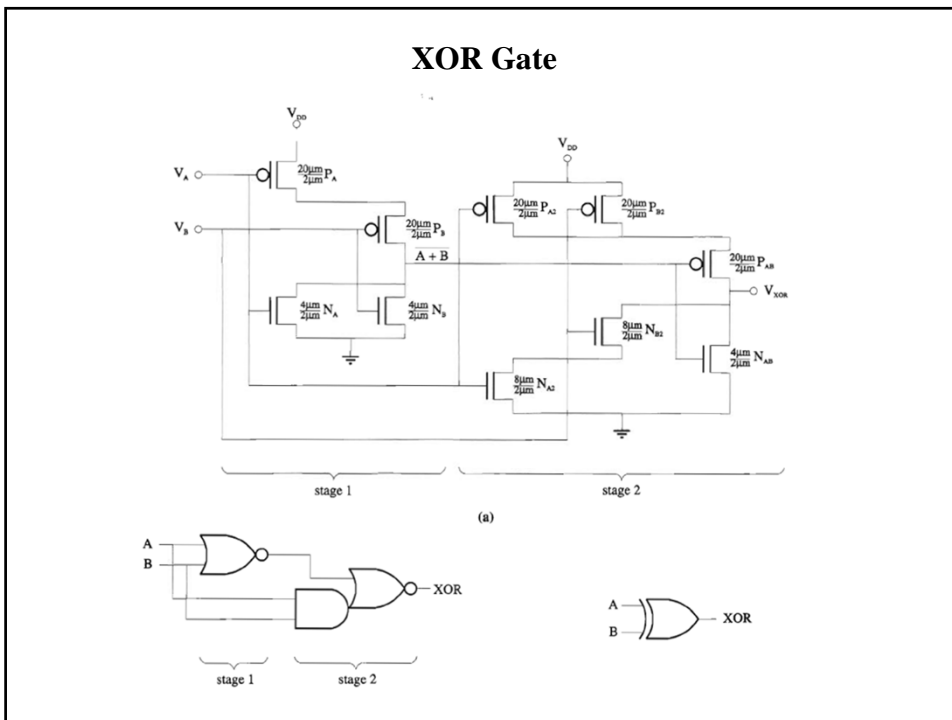 XOR Gate
V_DD
V_DD
V_A
20μm/2μm P_A
20μm/2μm P_A2
20μm/2μm P_B2
V_B
20μm/2μm P_B
A + B
20μm/2μm P_AB
V_XOR
4μm/2μm N_A
4μm/2μm N_B
8μm/2μm N_B2
4μm/2μm N_AB
8μm/2μm N_A2
stage 1
stage 2
(a)
A
B
XOR
A
B
XOR
stage 1
stage 2